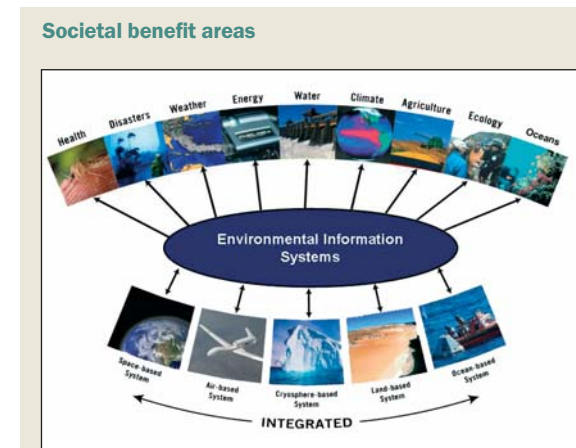 Societal benefit areas
Health
Disasters
Weather
Energy
Water
Climate
Agriculture
Ecology
Oceans
Environmental Information
Systems
Space-based
System
Air-based
System
Cryosphere-based
System
Land-based
System
Ocean-based
System
INTEGRATED